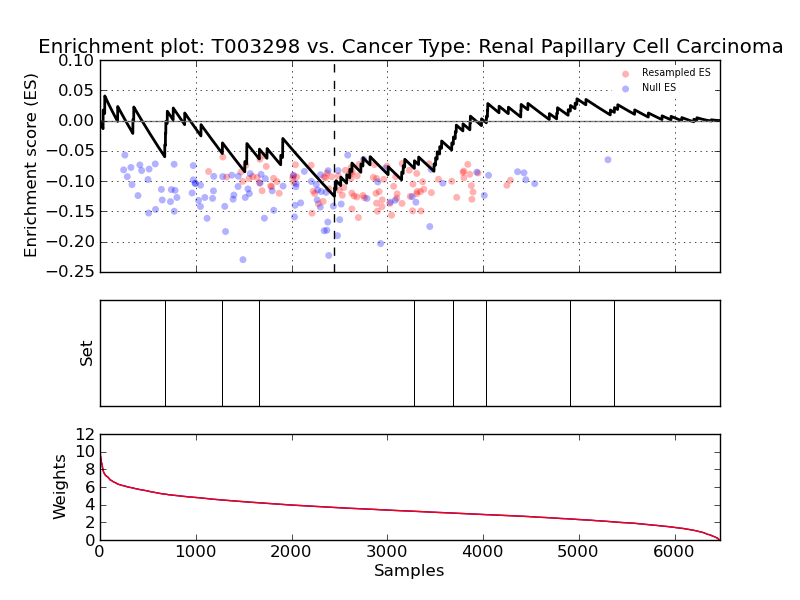 Enrichment plot: T003298 vs. Cancer Type: Renal Papillary Cell Carcinoma
Enrichment score (ES)
0.10
0.05
0.00
−0.05
−0.10
−0.15
−0.20
−0.25
Resampled ES
Null ES
Set
Weights
12
10
8
6
4
2
0
0 1000 2000 3000 4000 5000 6000
Samples